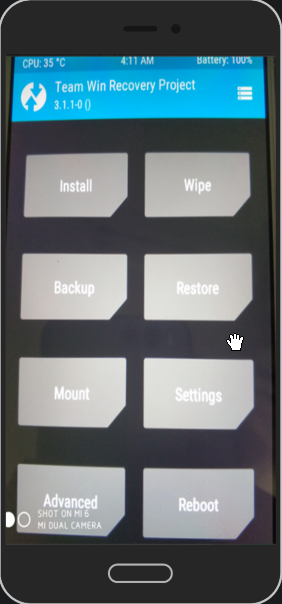 CPU: 35 °C 4:11 AM Battery: 100%
Team Win Recovery Project
3.1.1-0 ()
Install Wipe
Backup Restore
Mount Settings
Advanced Reboot
SHOT ON MI 6
MI DUAL CAMERA